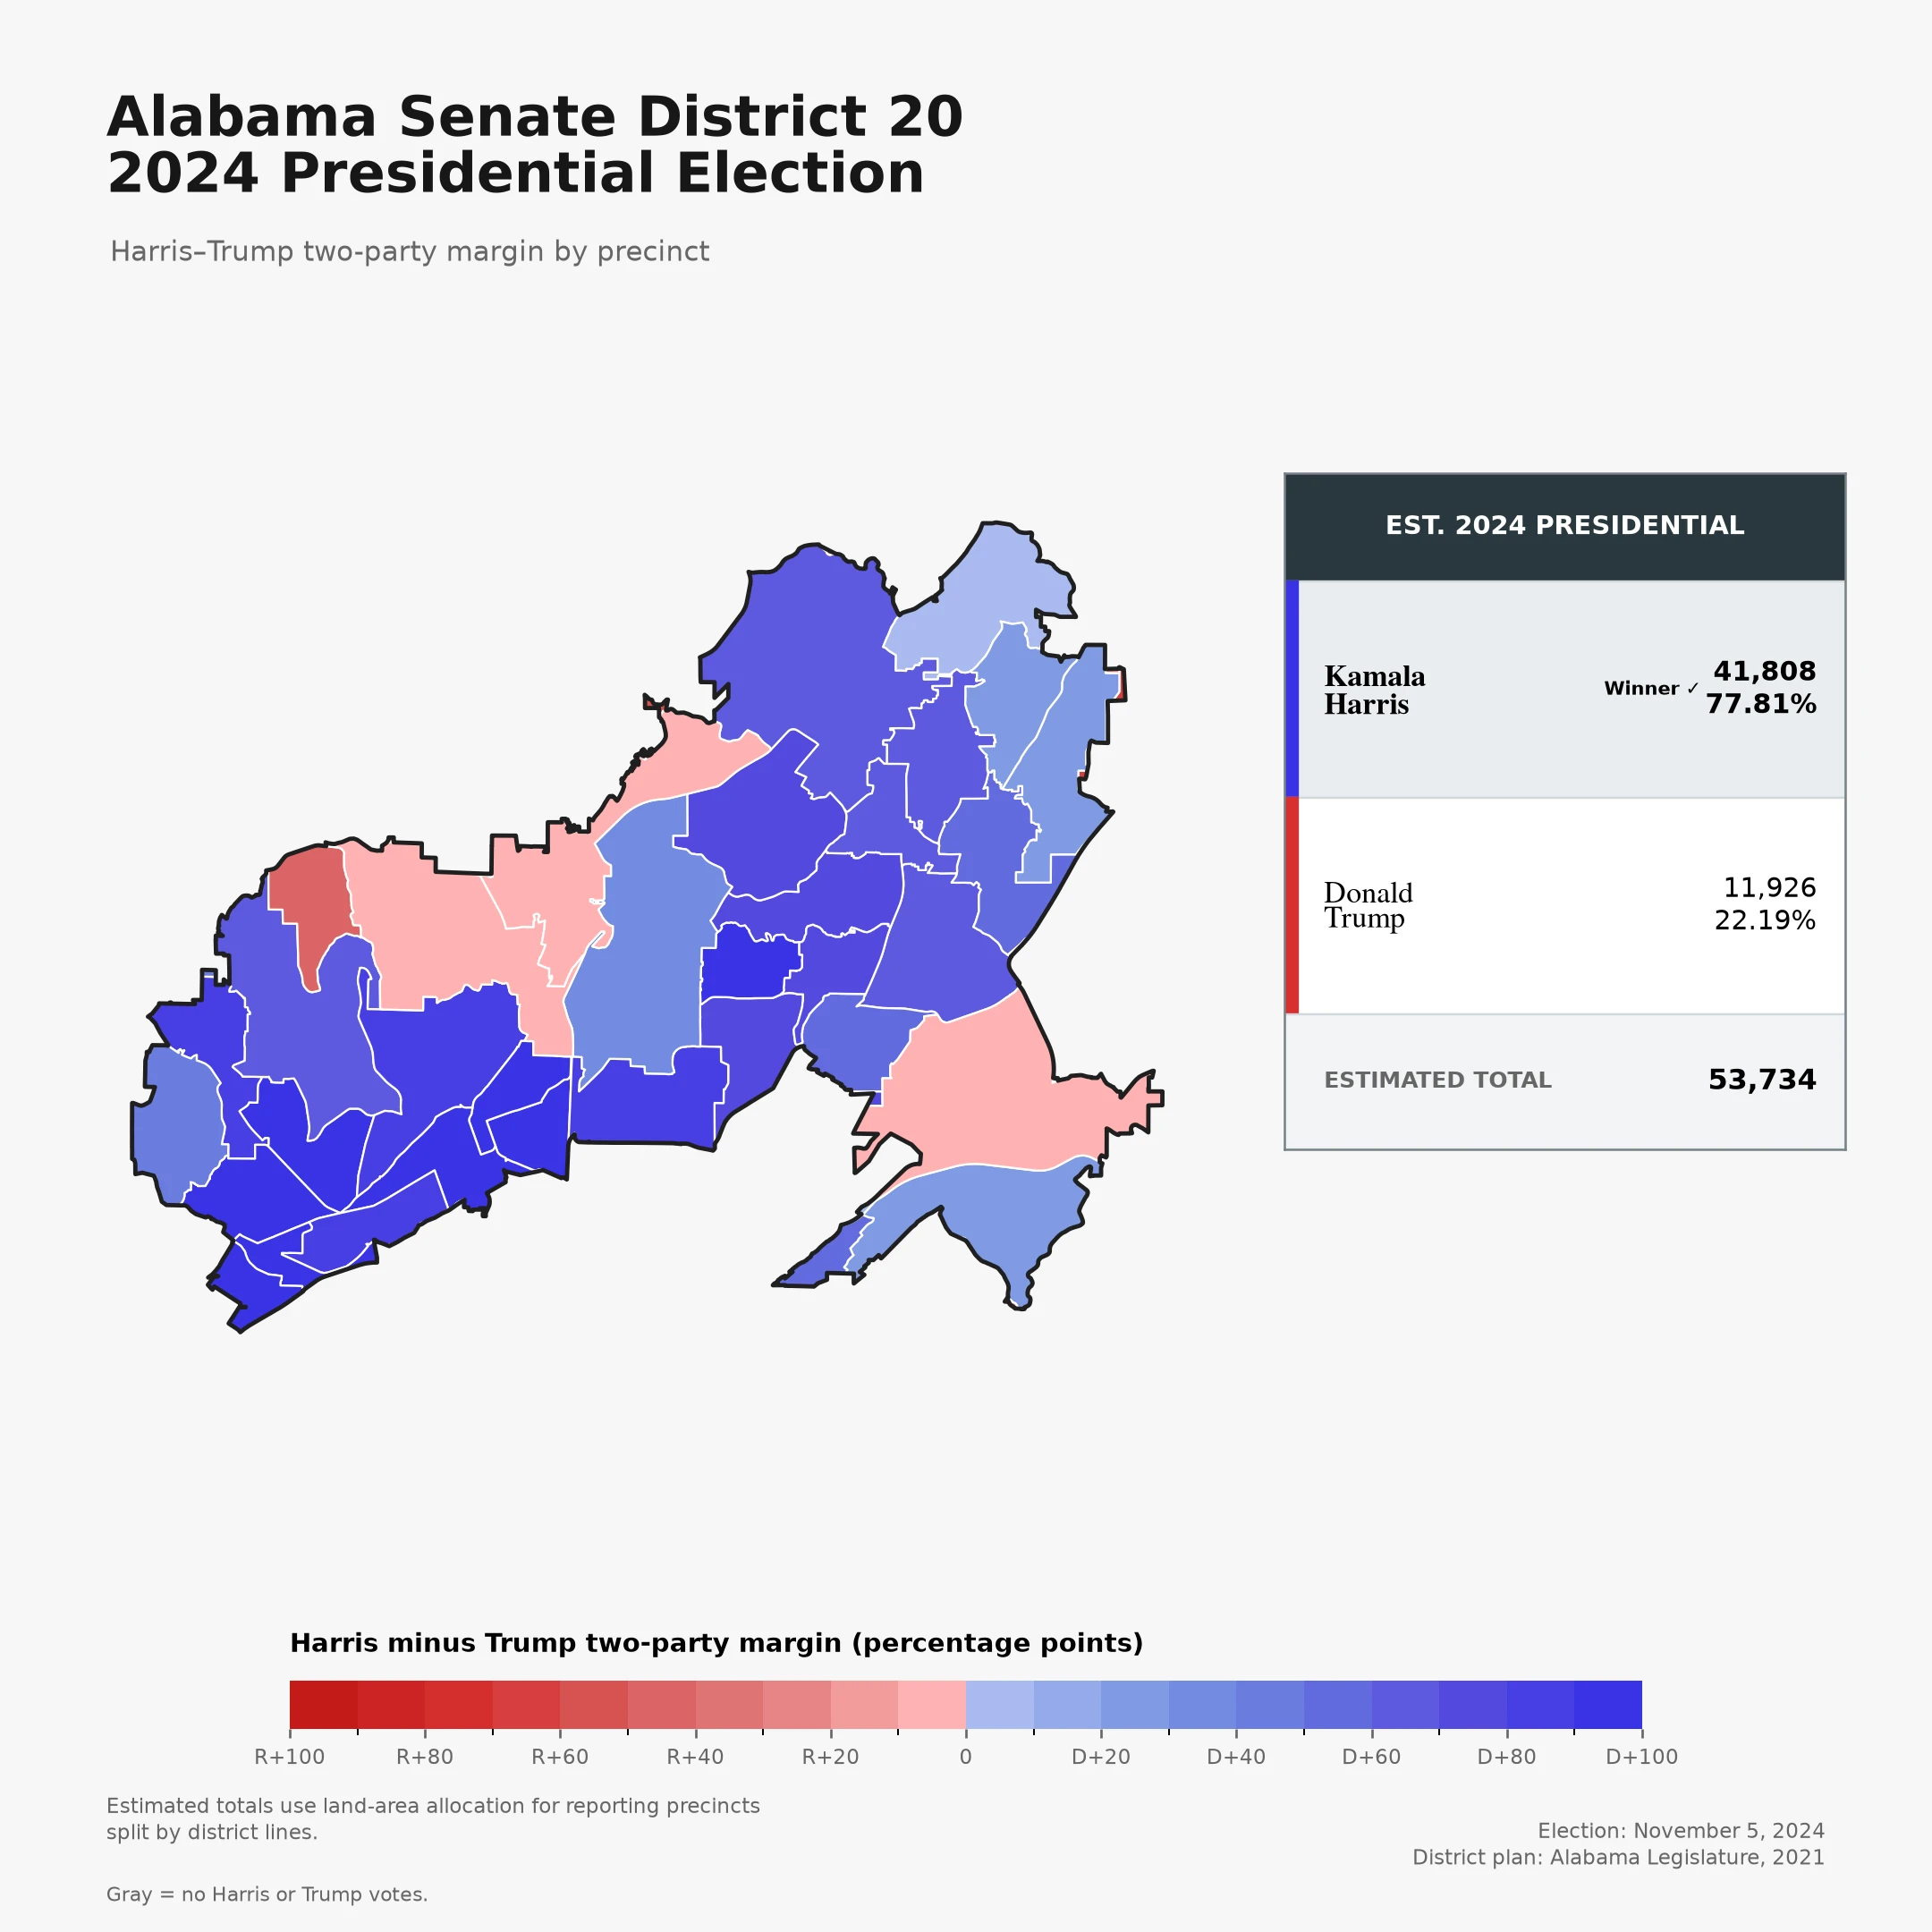 Alabama Senate District 20
2024 Presidential Election
Harris–Trump two-party margin by precinct
EST. 2024 PRESIDENTIAL
Kamala
Harris
Winner ✓
41,808
77.81%
Donald
Trump
11,926
22.19%
ESTIMATED TOTAL
53,734
Harris minus Trump two-party margin (percentage points)
R+100 R+80 R+60 R+40 R+20 0 D+20 D+40 D+60 D+80 D+100
Estimated totals use land-area allocation for reporting precincts
split by district lines.
Gray = no Harris or Trump votes.
Election: November 5, 2024
District plan: Alabama Legislature, 2021